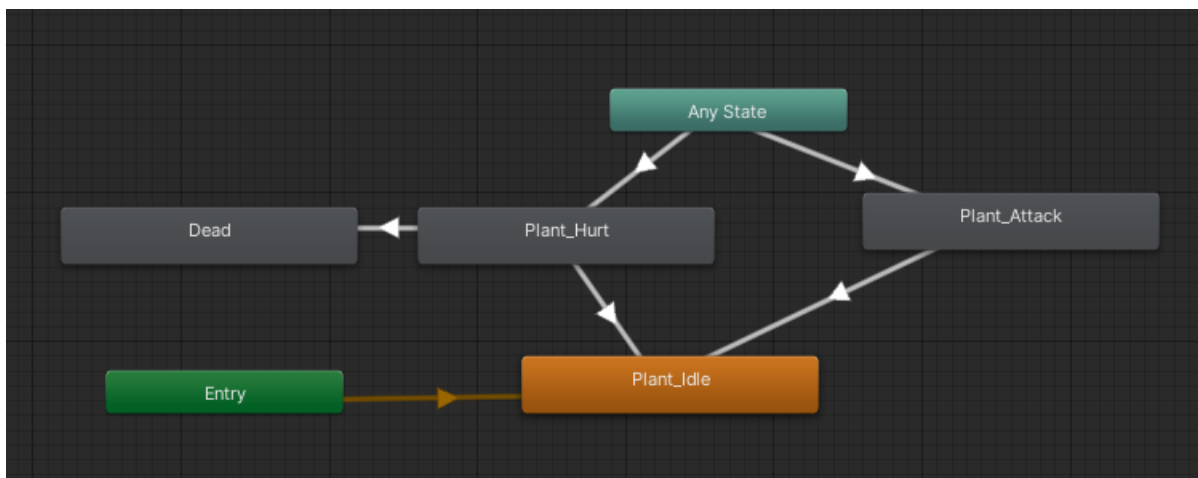 Any State
Plant_Attack
Dead
Plant_Hurt
Plant_Idle
Entry